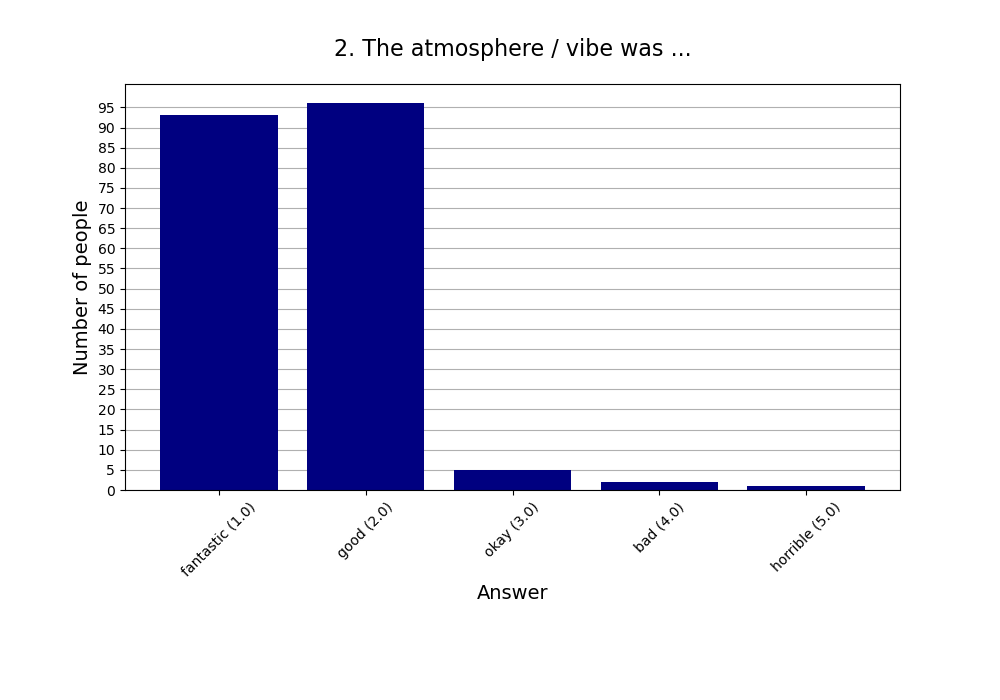 2. The atmosphere / vibe was ...
Number of people
95
90
85
80
75
70
65
60
55
50
45
40
35
30
25
20
15
10
5
0
fantastic (1.0)
good (2.0)
okay (3.0)
bad (4.0)
horrible (5.0)
Answer